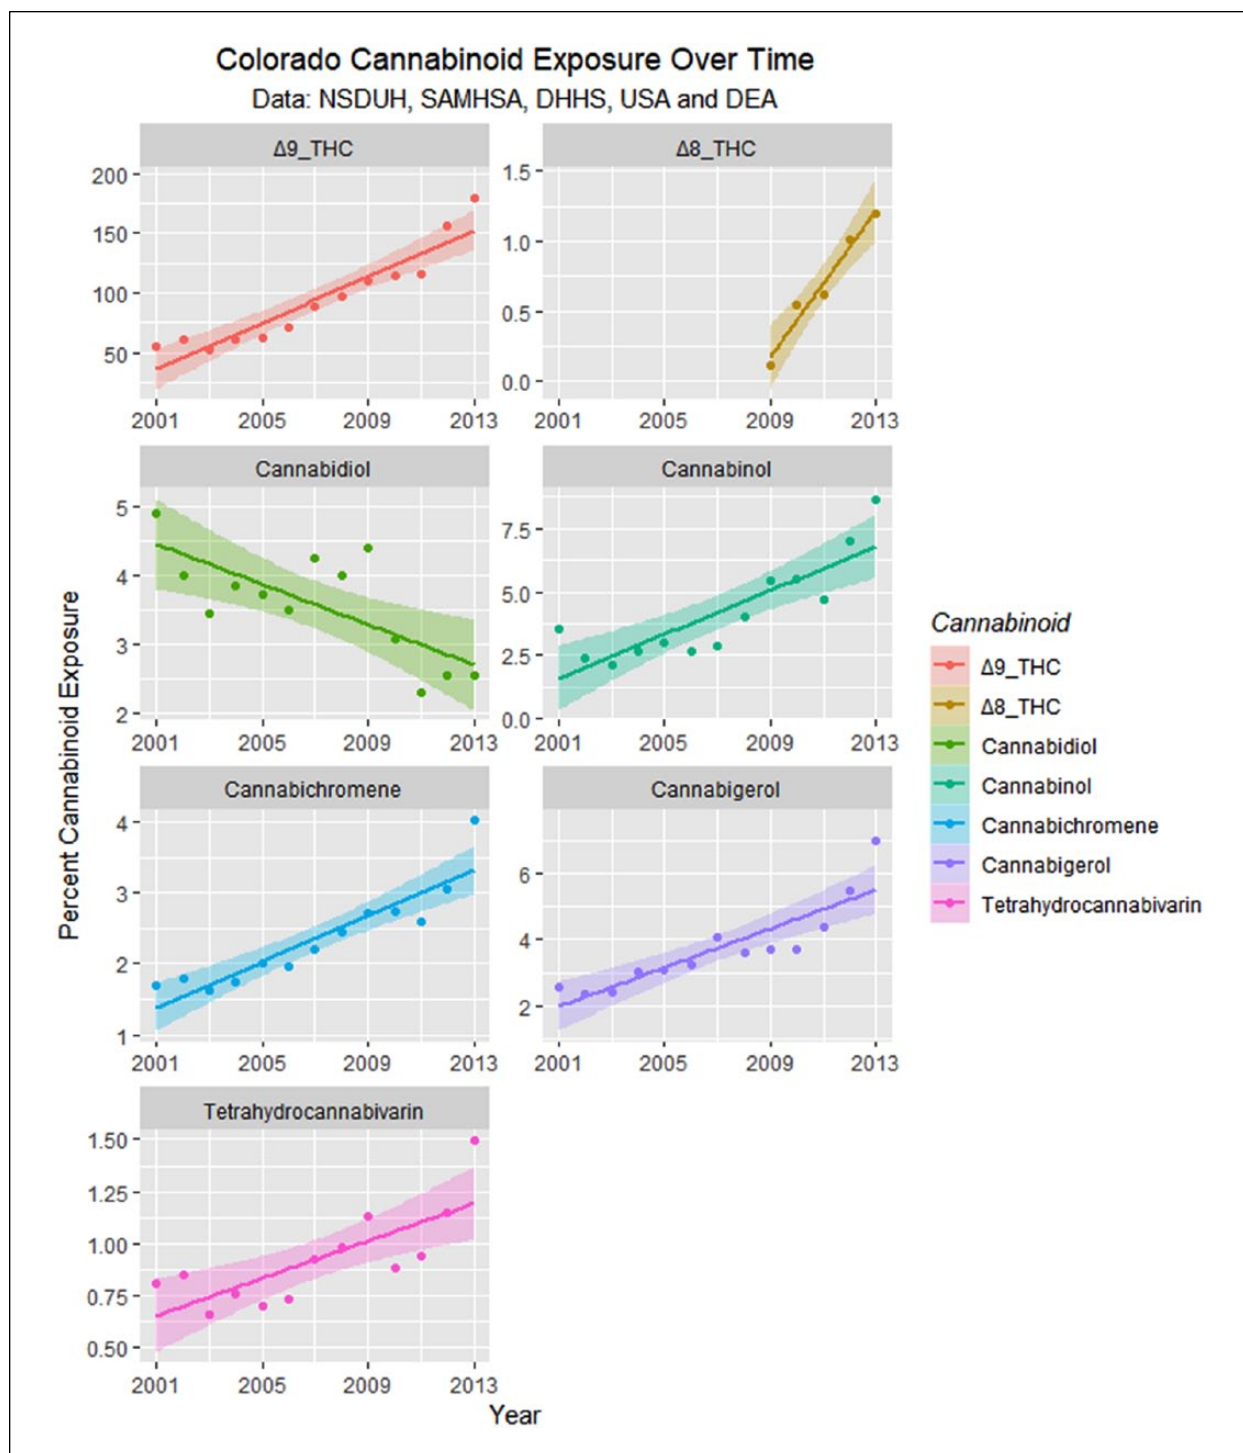 Colorado Cannabinoid Exposure Over Time
Data: NSDUH, SAMHSA, DHHS, USA and DEA
Δ9_THC
200
150
100
50
2001 2005 2009 2013
Δ8_THC
1.5
1.0
0.5
0.0
2001 2005 2009 2013
Cannabidiol
5
4
3
2
2001 2005 2009 2013
Cannabinol
7.5
5.0
2.5
0.0
2001 2005 2009 2013
Cannabichromene
4
3
2
1
2001 2005 2009 2013
Cannabigerol
6
4
2
2001 2005 2009 2013
Tetrahydrocannabivarin
1.50
1.25
1.00
0.75
0.50
2001 2005 2009 2013
Percent Cannabinoid Exposure
Year
Cannabinoid
Δ9_THC
Δ8_THC
Cannabidiol
Cannabinol
Cannabichromene
Cannabigerol
Tetrahydrocannabivarin